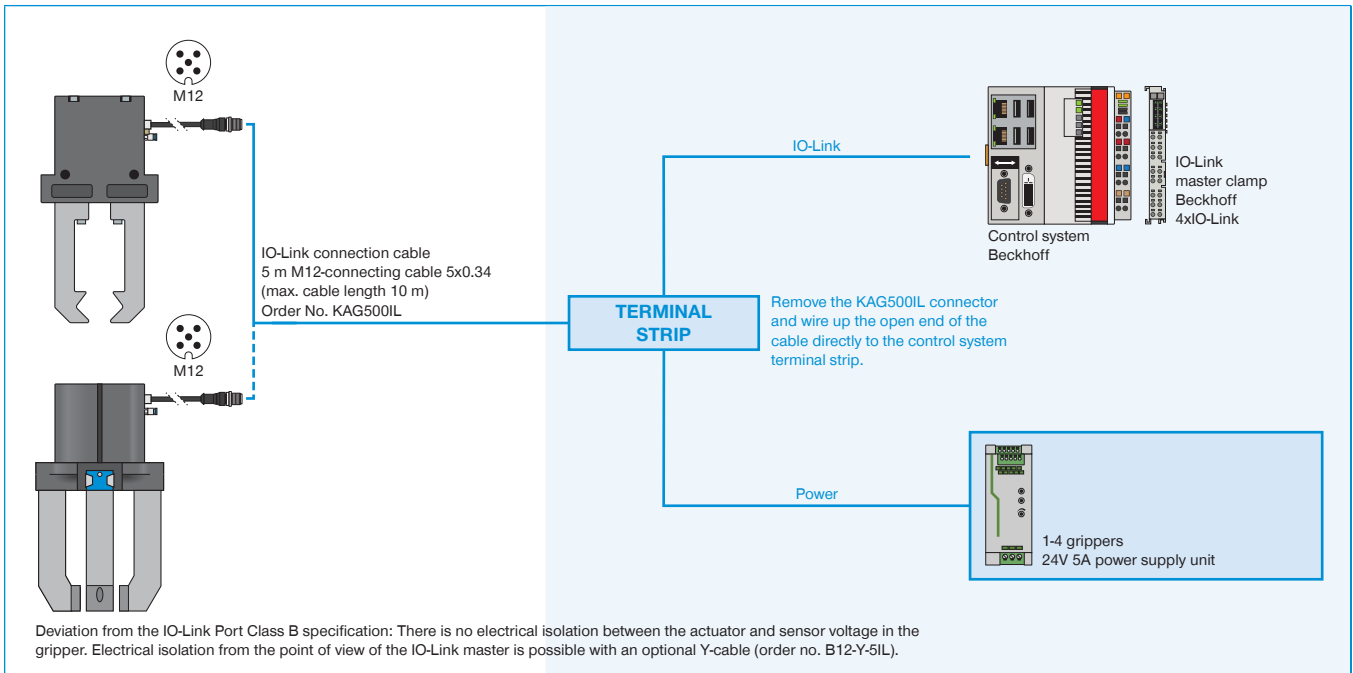 M12
IO-Link connection cable
5 m M12-connecting cable 5x0.34
(max. cable length 10 m)
Order No. KAG500IL
M12
TERMINAL
STRIP
Remove the KAG500IL connector
and wire up the open end of the
cable directly to the control system
terminal strip.
IO-Link
Control system
Beckhoff
IO-Link
master clamp
Beckhoff
4xIO-Link
Power
1-4 grippers
24V 5A power supply unit
Deviation from the IO-Link Port Class B specification: There is no electrical isolation between the actuator and sensor voltage in the
gripper. Electrical isolation from the point of view of the IO-Link master is possible with an optional Y-cable (order no. B12-Y-5IL).